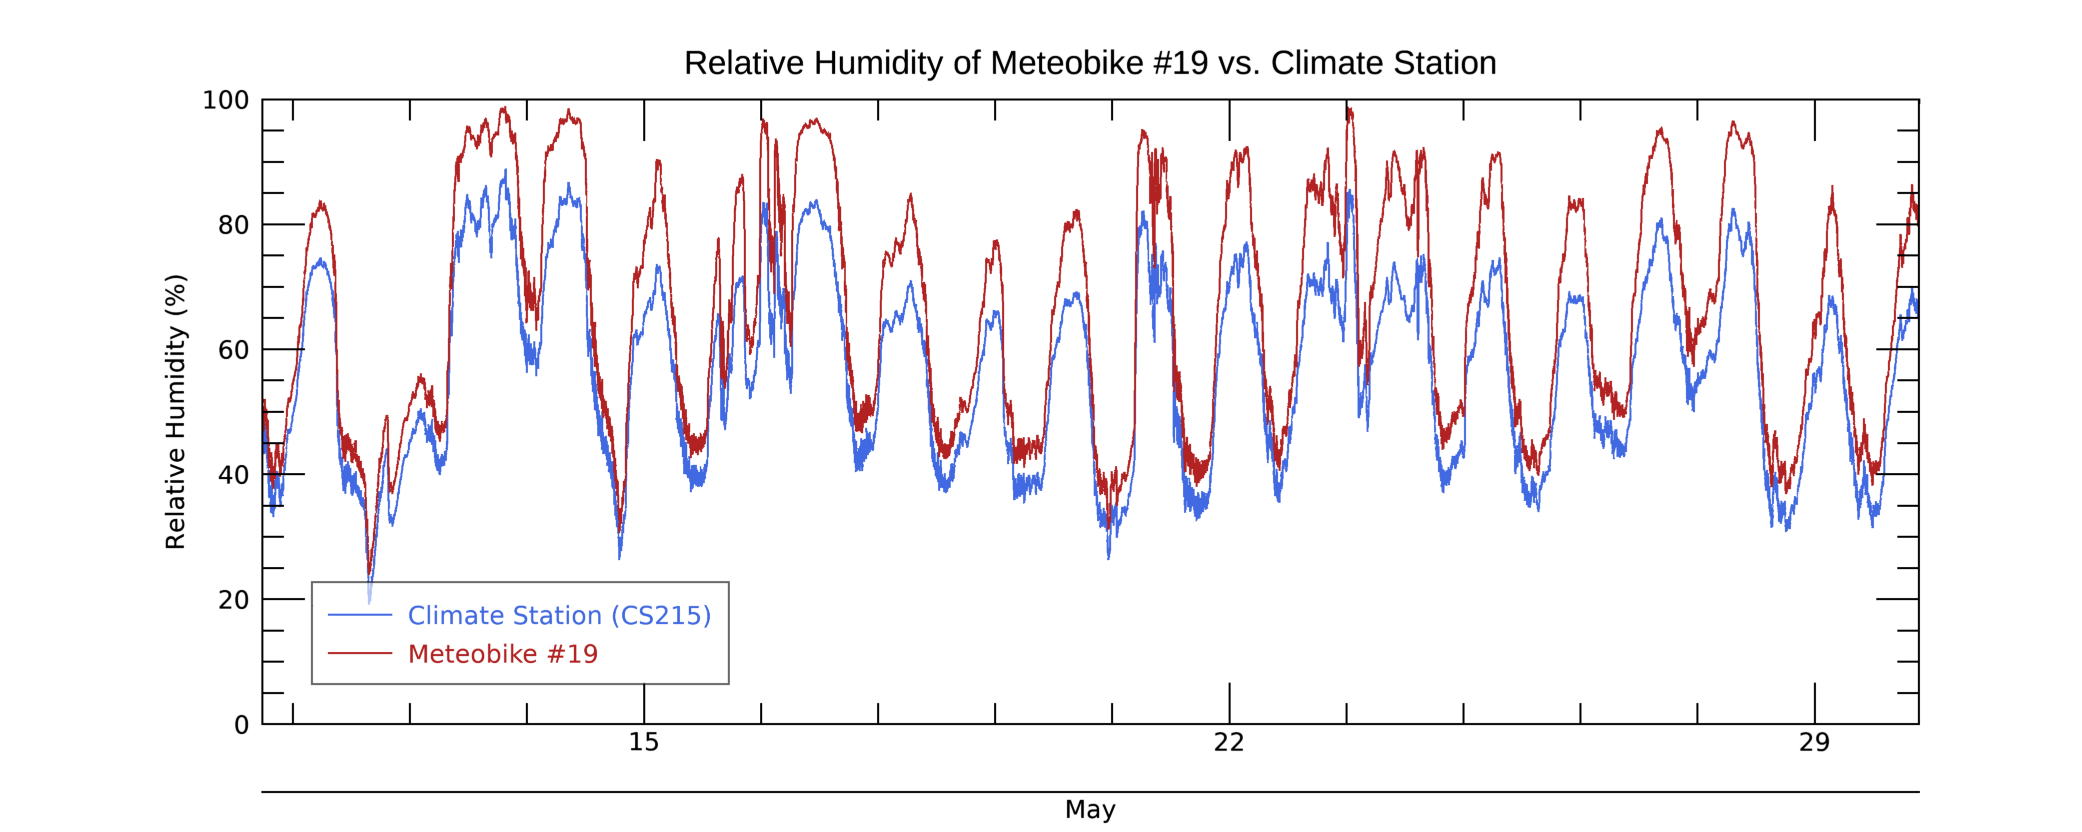 Relative Humidity of Meteobike #19 vs. Climate Station
100
80
60
40
20
0
Relative Humidity (%)
Climate Station (CS215)
Meteobike #19
15
22
29
May